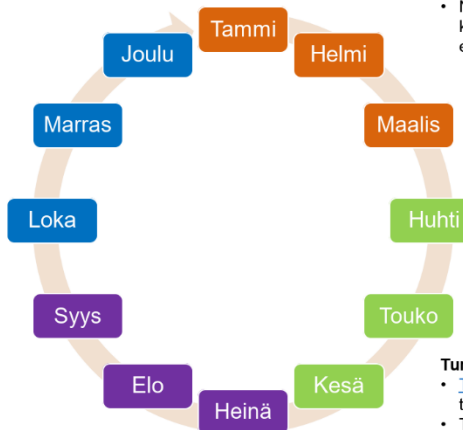 Tammi
Helmi
Maalis
Huhti
Touko
Kesä
Heinä
Elo
Syys
Loka
Marras
Joulu